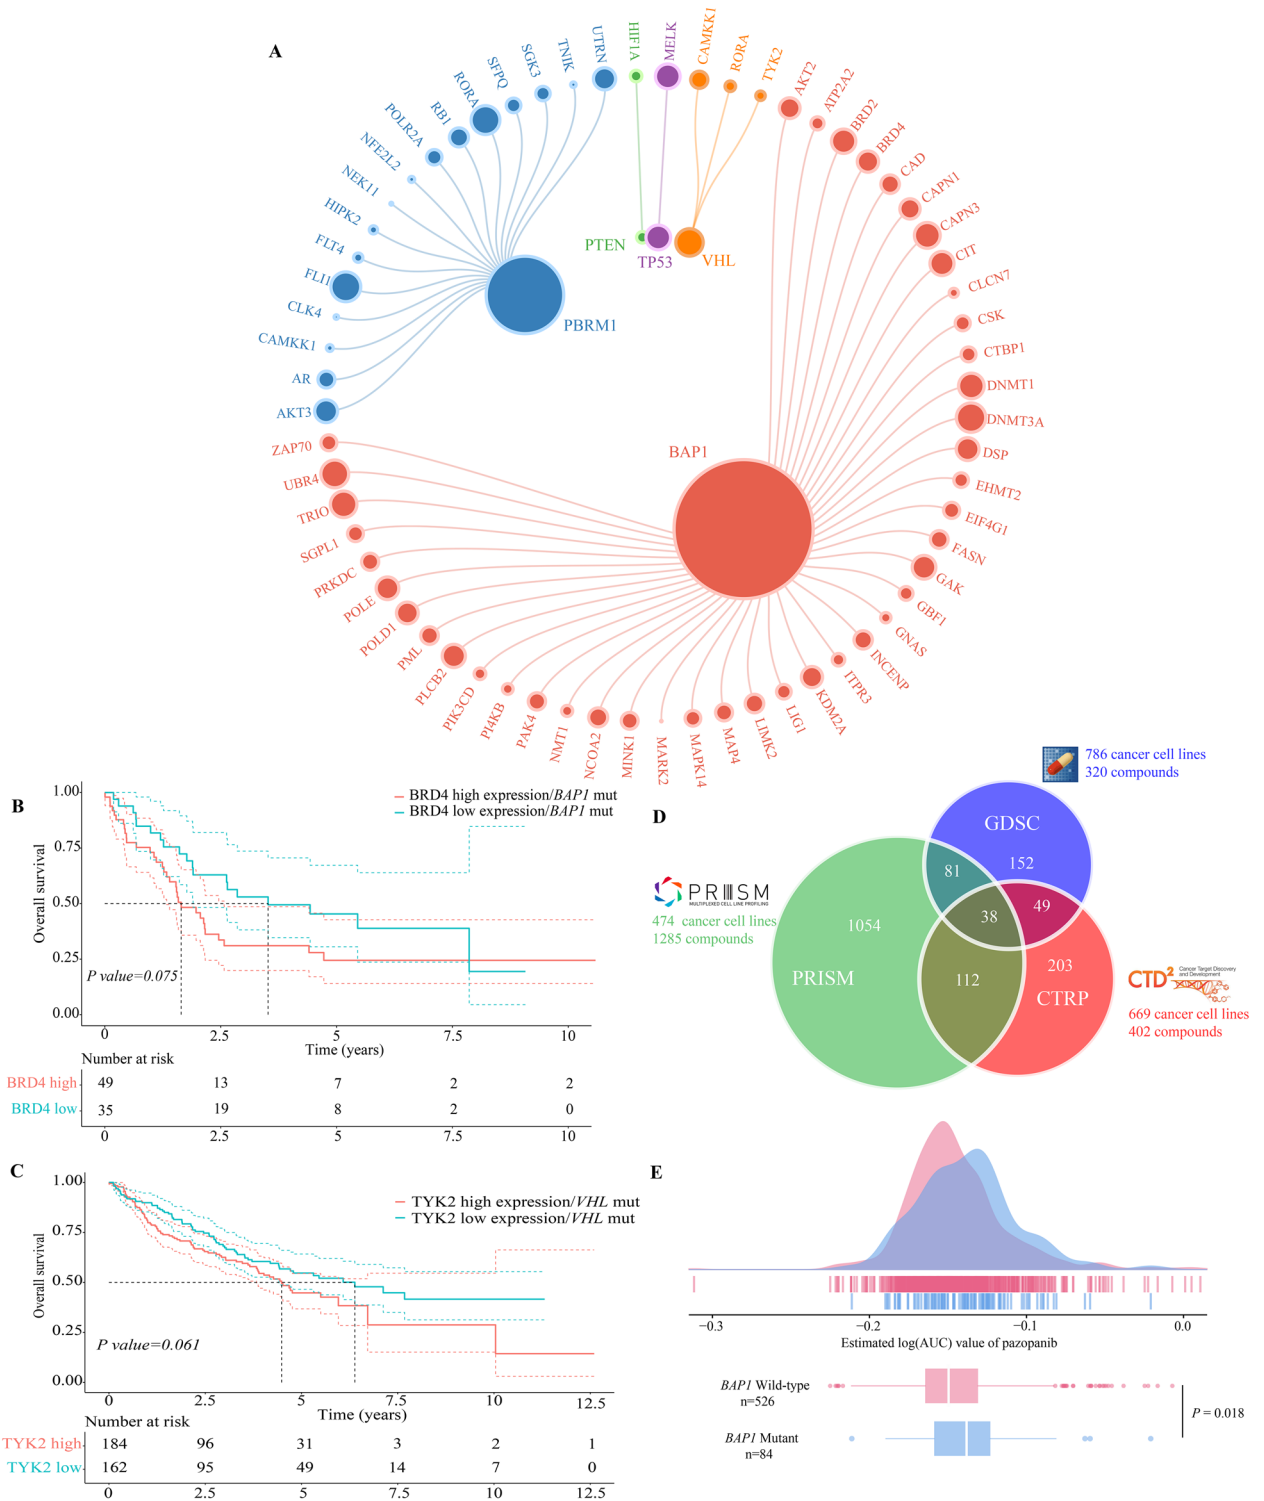 A
UTRN
TNIK
SGK3
SFPQ
RORA
RB1
POLR2A
NFE2L2
NEK11
HIPK2
FLT4
FLI1
CLK4
CAMKK1
AR
AKT3
HIF1A
MELK
CAMKK1
RORA
TYK2
AKT2
ATP2A2
BRD2
BRD4
CAD
CAPN1
CAPN3
CIT
CLCN7
CSK
CTBP1
DNMT1
DNMT3A
DSP
EHMT2
EIF4G1
FASN
GAK
GBF1
GNAS
INCENP
ITPR3
KDM2A
LIG1
LIMK2
MAP4
MAPK14
MARK2
MINK1
NCOA2
NMT1
PAK4
PI4KB
PIK3CD
PLCB2
PML
POLD1
POLE
PRKDC
SGPL1
TRIO
UBR4
ZAP70
PTEN
TP53
VHL
PBRM1
BAP1
B
BRD4 high expression/BAP1 mut
BRD4 low expression/BAP1 mut
Overall survival
1.00
0.75
0.50
0.25
0.00
P value=0.075
0 2.5 5 7.5 10
Time (years)
Number at risk
BRD4 high 49 13 7 2 2
BRD4 low 35 19 8 2 0
0 2.5 5 7.5 10
C
TYK2 high expression/VHL mut
TYK2 low expression/VHL mut
Overall survival
1.00
0.75
0.50
0.25
0.00
P value=0.061
0 2.5 5 7.5 10 12.5
Time (years)
Number at risk
TYK2 high 184 96 31 3 2 1
TYK2 low 162 95 49 14 7 0
0 2.5 5 7.5 10 12.5
D
786 cancer cell lines
320 compounds
GDSC
152
81
49
38
1054
112
203
PRISM
CTRP
PRISM
MULTIPLEXED CELL LINE PROFILING
474 cancer cell lines
1285 compounds
CTD²
Cancer Target Discovery
and Development
669 cancer cell lines
402 compounds
E
−0.3 −0.2 −0.1 0.0
Estimated log(AUC) value of pazopanib
BAP1 Wild-type
n=526
BAP1 Mutant
n=84
P = 0.018